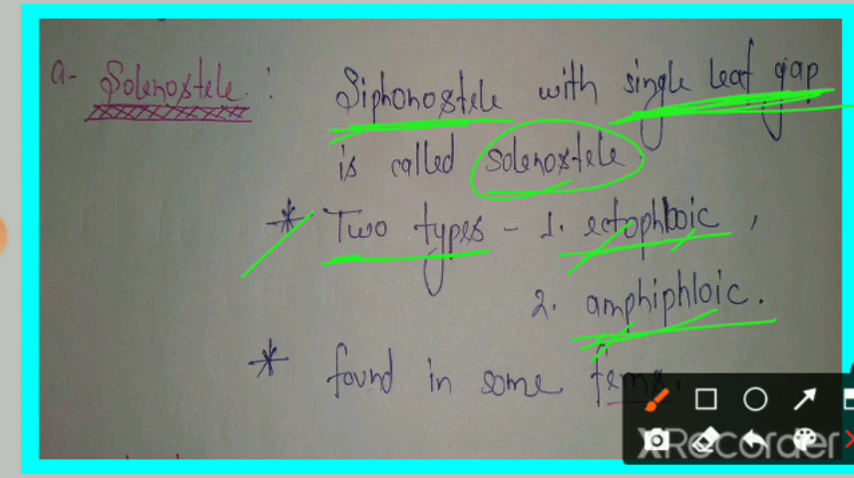 a- Solenostele :
Siphonostele with single leaf gap
is called solenostele.
* Two types - 1. ectophloic ,
2. amphiphloic.
* found in some ferns.
XRecorder